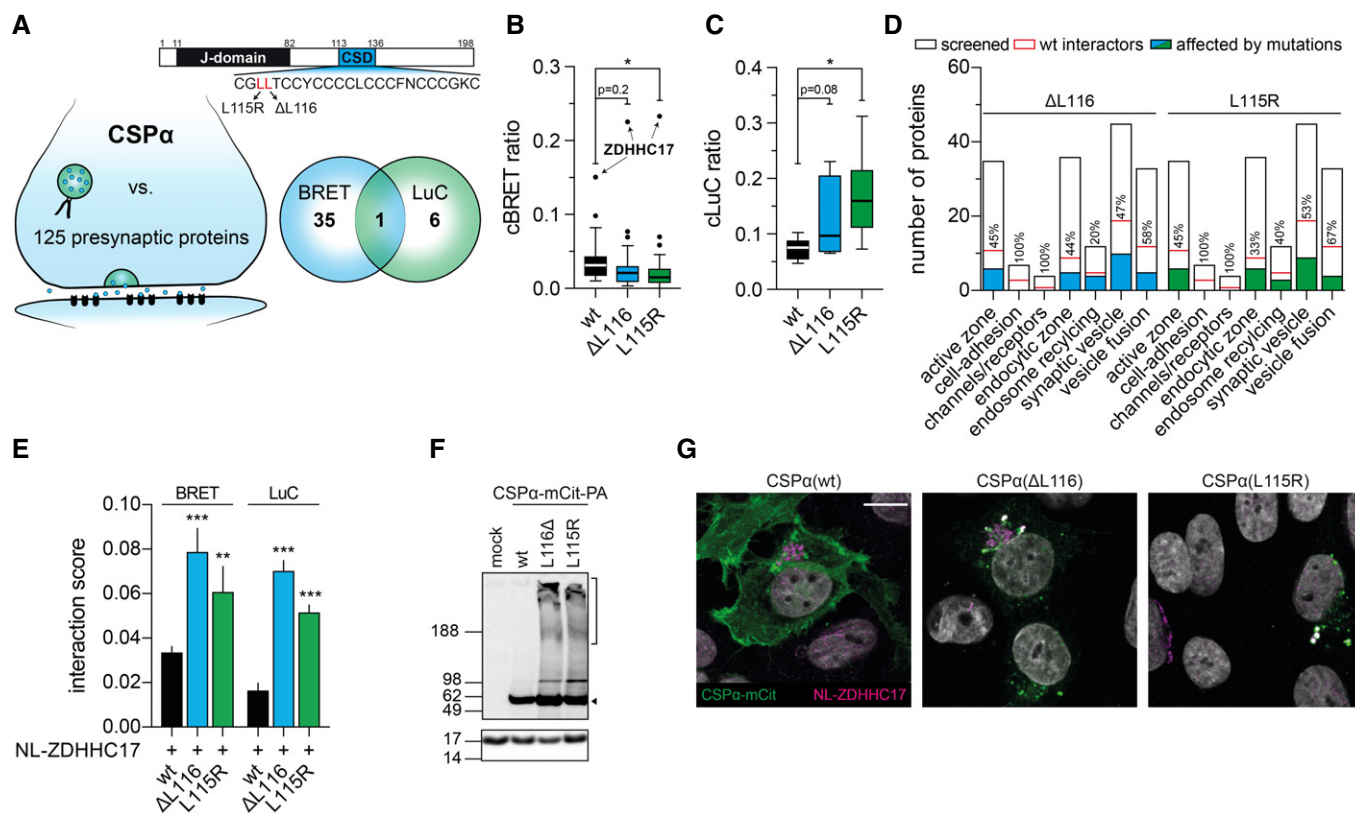 A
1
11
82
113
136
198
J-domain
CSD
CGLLTCCYCCCCLCCCFNCCCGKC
L115R
ΔL116
CSPα
vs.
125 presynaptic proteins
BRET
LuC
35
1
6
B
cBRET ratio
0.3
0.2
0.1
0.0
*
p=0.2
ZDHHC17
wt
ΔL116
L115R
C
cLuC ratio
0.4
0.3
0.2
0.1
0.0
*
p=0.08
wt
ΔL116
L115R
D
screened
wt interactors
affected by mutations
ΔL116
L115R
number of proteins
60
40
20
0
45%
100%
100%
44%
20%
47%
58%
45%
100%
100%
33%
40%
53%
67%
active zone
cell-adhesion
channels/receptors
endocytic zone
endosome recylcing
synaptic vesicle
vesicle fusion
active zone
cell-adhesion
channels/receptors
endocytic zone
endosome recylcing
synaptic vesicle
vesicle fusion
E
BRET
LuC
interaction score
0.10
0.08
0.06
0.04
0.02
0.00
***
**
***
***
NL-ZDHHC17
+ + + + + +
wt
ΔL116
L115R
wt
ΔL116
L115R
F
CSPα-mCit-PA
mock
wt
L116Δ
L115R
188
98
62
49
17
14
G
CSPα(wt)
CSPα(ΔL116)
CSPα(L115R)
CSPα-mCit
NL-ZDHHC17